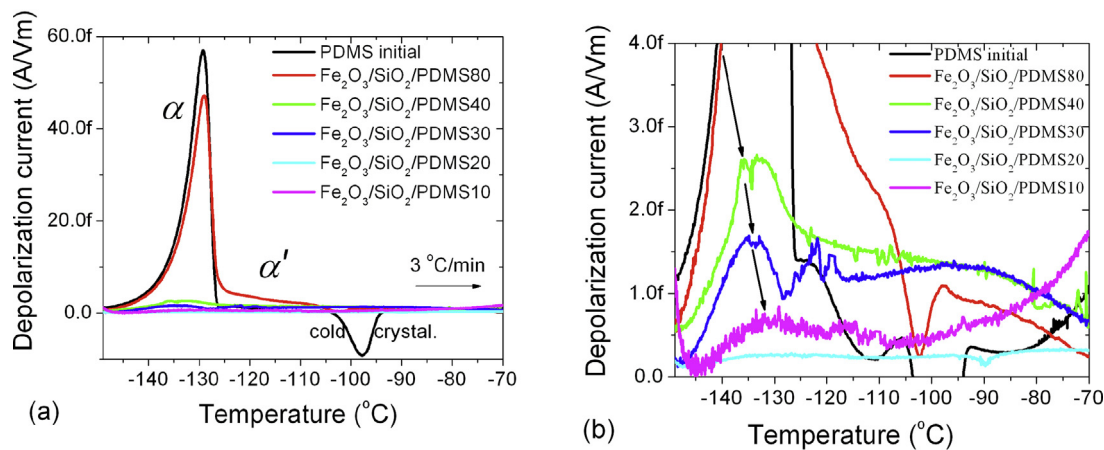 60.0f
40.0f
20.0f
0.0
-140 -130 -120 -110 -100 -90 -80 -70
Depolarization current (A/Vm)
Temperature (°C)
PDMS initial
Fe₂O₃/SiO₂/PDMS80
Fe₂O₃/SiO₂/PDMS40
Fe₂O₃/SiO₂/PDMS30
Fe₂O₃/SiO₂/PDMS20
Fe₂O₃/SiO₂/PDMS10
α
α'
3 °C/min
cold crystal.
(a)
4.0f
3.0f
2.0f
1.0f
0.0
-140 -130 -120 -110 -100 -90 -80 -70
Depolarization current (A/Vm)
Temperature (°C)
PDMS initial
Fe₂O₃/SiO₂/PDMS80
Fe₂O₃/SiO₂/PDMS40
Fe₂O₃/SiO₂/PDMS30
Fe₂O₃/SiO₂/PDMS20
Fe₂O₃/SiO₂/PDMS10
(b)